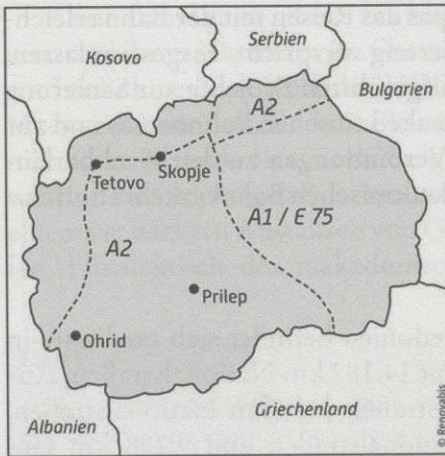 Serbien
Kosovo
Bulgarien
A2
Skopje
Tetovo
A1 / E 75
A2
Prilep
Ohrid
Griechenland
Albanien
© Renovabis